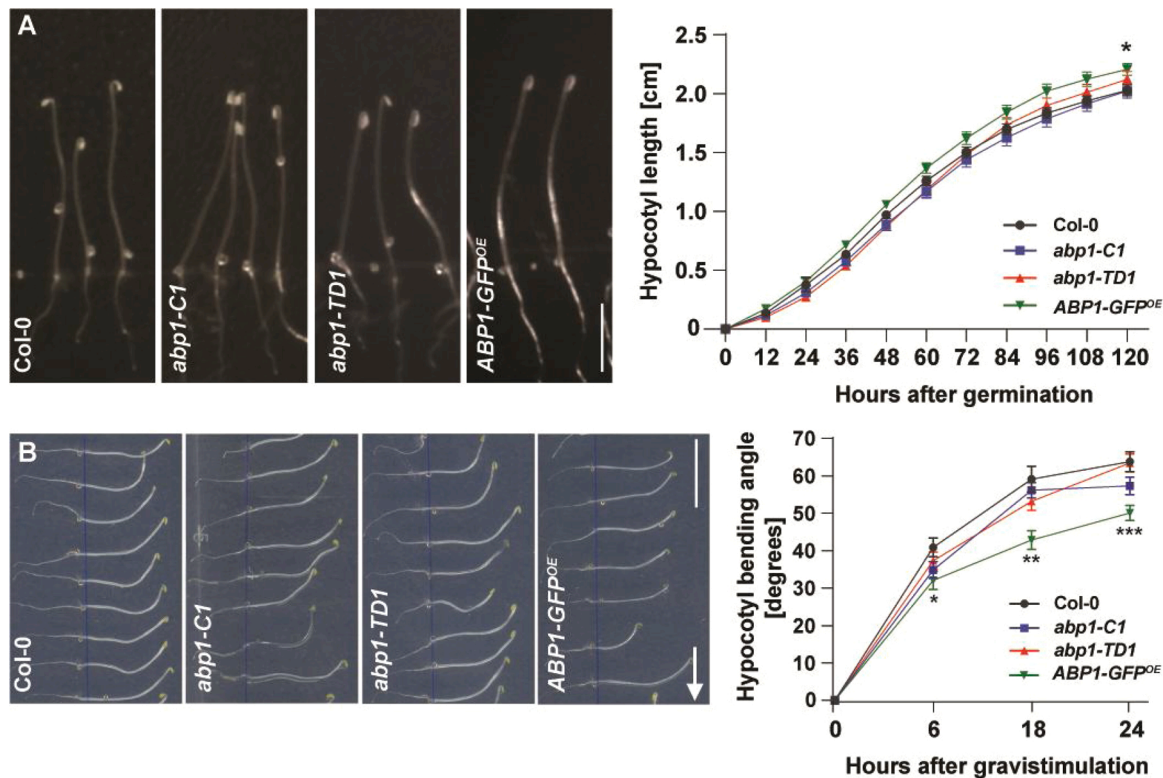 A
Col-0
abp1-C1
abp1-TD1
ABP1-GFPOE
Hypocotyl length [cm]
2.5
2.0
1.5
1.0
0.5
0
*
Col-0
abp1-C1
abp1-TD1
ABP1-GFPOE
0 12 24 36 48 60 72 84 96 108 120
Hours after germination
B
Col-0
abp1-C1
abp1-TD1
ABP1-GFPOE
Hypocotyl bending angle
[degrees]
70
60
50
40
30
20
10
0
*
**
***
Col-0
abp1-C1
abp1-TD1
ABP1-GFPOE
0 6 18 24
Hours after gravistimulation